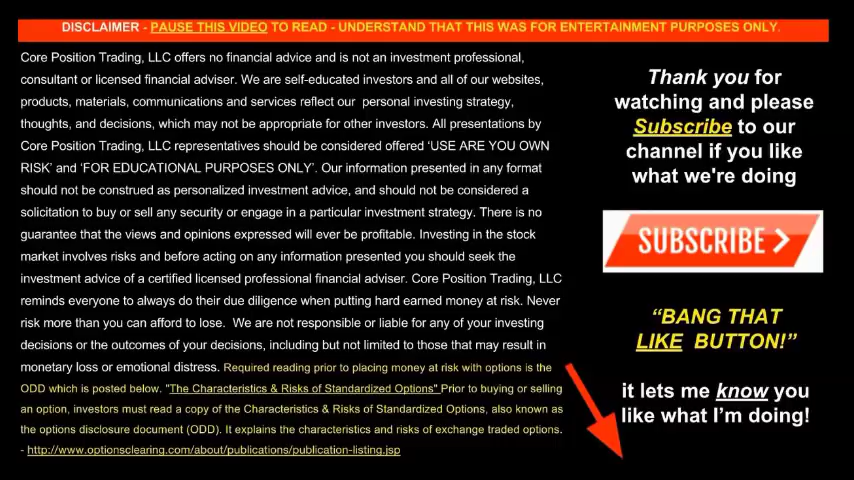 DISCLAIMER - PAUSE THIS VIDEO TO READ - UNDERSTAND THAT THIS WAS FOR ENTERTAINMENT PURPOSES ONLY.
Core Position Trading, LLC offers no financial advice and is not an investment professional,
consultant or licensed financial adviser. We are self-educated investors and all of our websites,
products, materials, communications and services reflect our personal investing strategy,
thoughts, and decisions, which may not be appropriate for other investors. All presentations by
Core Position Trading, LLC representatives should be considered offered ‘USE ARE YOU OWN
RISK’ and ‘FOR EDUCATIONAL PURPOSES ONLY’. Our information presented in any format
should not be construed as personalized investment advice, and should not be considered a
solicitation to buy or sell any security or engage in a particular investment strategy. There is no
guarantee that the views and opinions expressed will ever be profitable. Investing in the stock
market involves risks and before acting on any information presented you should seek the
investment advice of a certified licensed professional financial adviser. Core Position Trading, LLC
reminds everyone to always do their due diligence when putting hard earned money at risk. Never
risk more than you can afford to lose. We are not responsible or liable for any of your investing
decisions or the outcomes of your decisions, including but not limited to those that may result in
monetary loss or emotional distress. Required reading prior to placing money at risk with options is the
ODD which is posted below. "The Characteristics & Risks of Standardized Options" Prior to buying or selling
an option, investors must read a copy of the Characteristics & Risks of Standardized Options, also known as
the options disclosure document (ODD). It explains the characteristics and risks of exchange traded options.
- http://www.optionsclearing.com/about/publications/publication-listing.jsp
Thank you for
watching and please
Subscribe to our
channel if you like
what we're doing
SUBSCRIBE
“BANG THAT
LIKE BUTTON!”
it lets me know you
like what I’m doing!